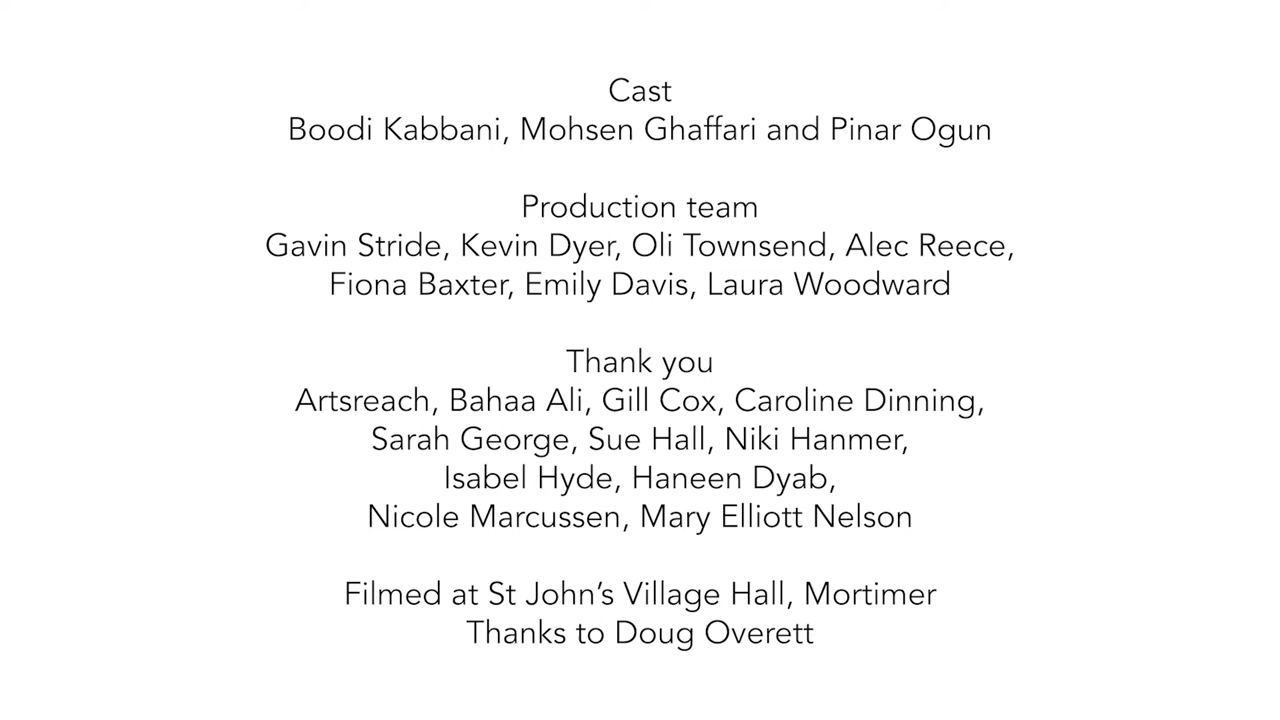 Cast
Boodi Kabbani, Mohsen Ghaffari and Pinar Ogun
Production team
Gavin Stride, Kevin Dyer, Oli Townsend, Alec Reece,
Fiona Baxter, Emily Davis, Laura Woodward
Thank you
Artsreach, Bahaa Ali, Gill Cox, Caroline Dinning,
Sarah George, Sue Hall, Niki Hanmer,
Isabel Hyde, Haneen Dyab,
Nicole Marcussen, Mary Elliott Nelson
Filmed at St John’s Village Hall, Mortimer
Thanks to Doug Overett